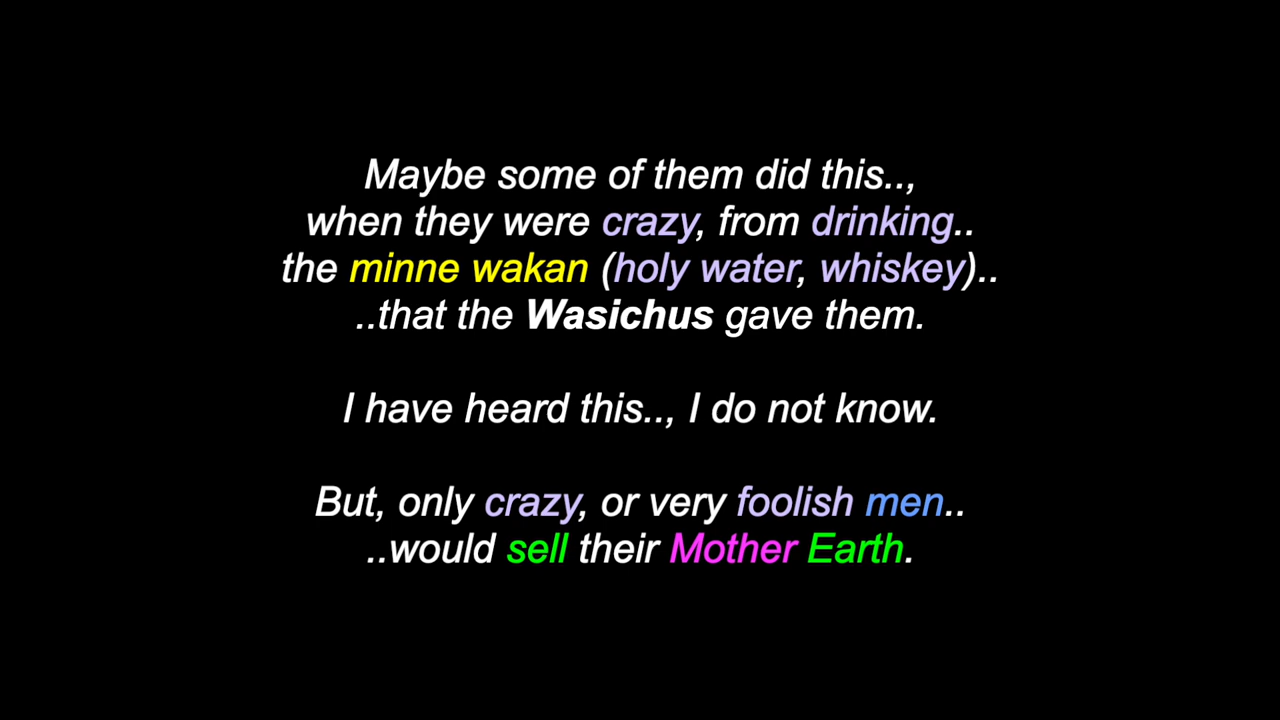 Maybe some of them did this..,
when they were crazy, from drinking..
the minne wakan (holy water, whiskey)..
..that the Wasichus gave them.
I have heard this.., I do not know.
But, only crazy, or very foolish men..
..would sell their Mother Earth.